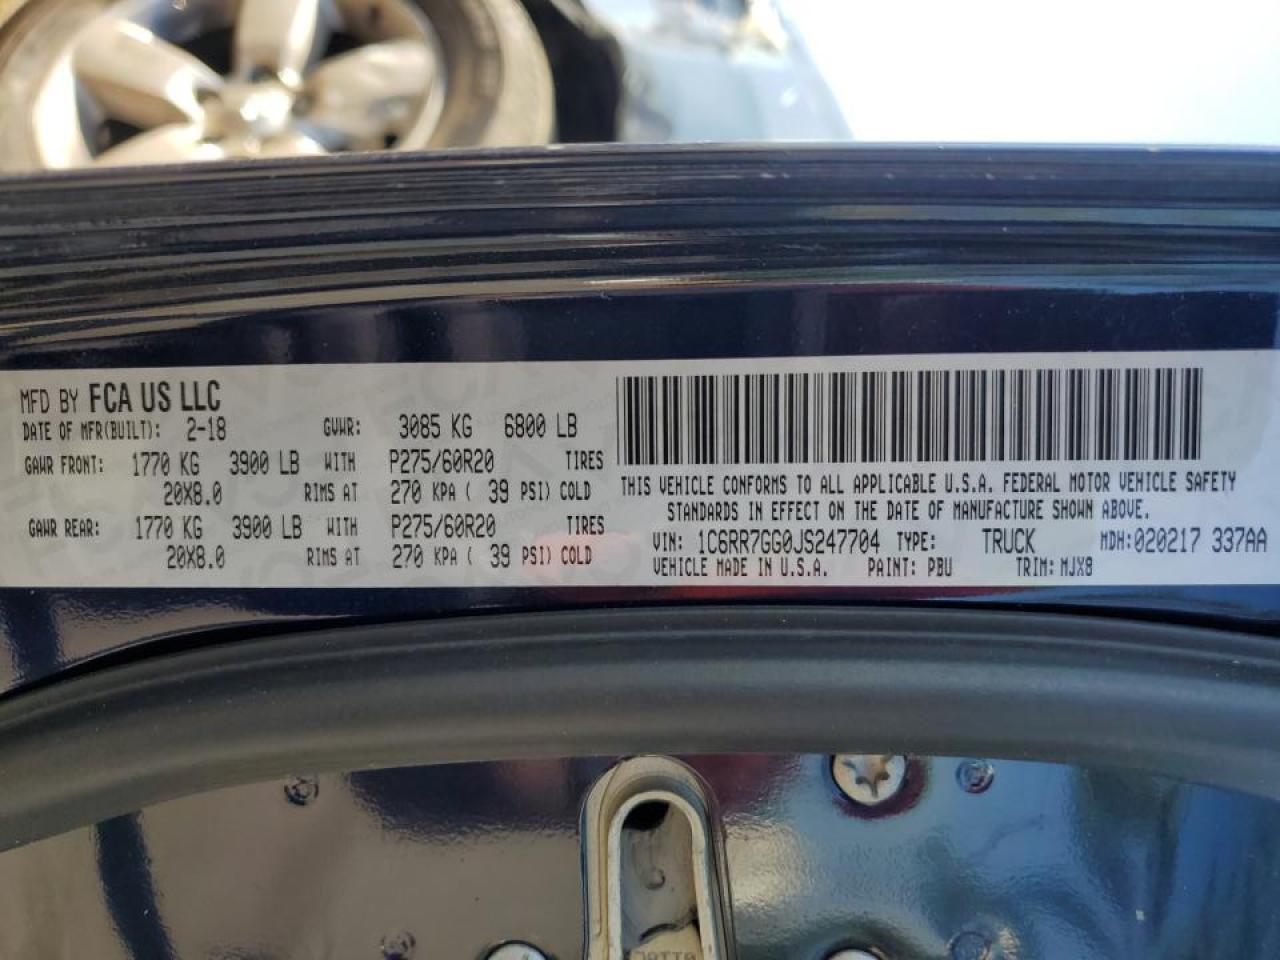 MFD BY FCA US LLC
DATE OF MFR(BUILT): 2-18 GVWR: 3085 KG 6800 LB
GAWR FRONT: 1770 KG 3900 LB WITH P275/60R20 TIRES
20X8.0 RIMS AT 270 KPA ( 39 PSI) COLD
GAWR REAR: 1770 KG 3900 LB WITH P275/60R20 TIRES
20X8.0 RIMS AT 270 KPA ( 39 PSI) COLD
THIS VEHICLE CONFORMS TO ALL APPLICABLE U.S.A. FEDERAL MOTOR VEHICLE SAFETY
STANDARDS IN EFFECT ON THE DATE OF MANUFACTURE SHOWN ABOVE.
VIN: 1C6RR7GG0JS247704 TYPE: TRUCK MDH:020217 337AA
VEHICLE MADE IN U.S.A. PAINT: PBU TRIM: MJX8